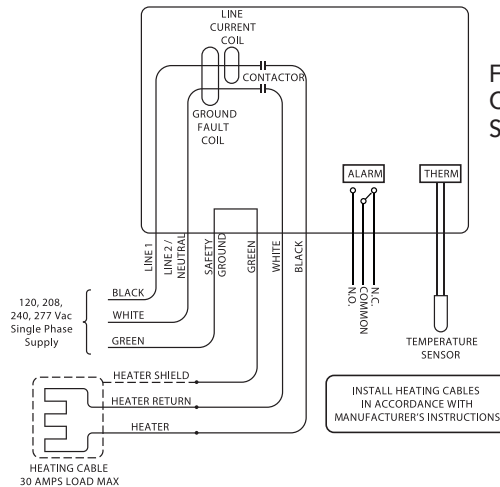 LINE
CURRENT
COIL
CONTACTOR
GROUND
FAULT
COIL
F
C
S
ALARM
THERM
LINE 1
LINE 2 /
NEUTRAL
SAFETY
GROUND
GREEN
WHITE
BLACK
N.O.
COMMON
N.C.
BLACK
WHITE
GREEN
120, 208,
240, 277 Vac
Single Phase
Supply
TEMPERATURE
SENSOR
HEATER SHIELD
HEATER RETURN
HEATER
INSTALL HEATING CABLES
IN ACCORDANCE WITH
MANUFACTURER'S INSTRUCTIONS
HEATING CABLE
30 AMPS LOAD MAX